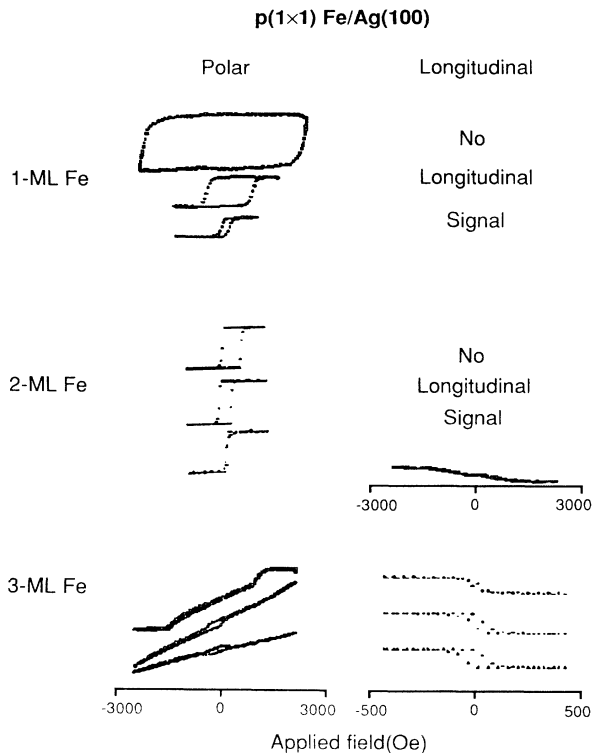 p(1×1) Fe/Ag(100)
Polar
Longitudinal
1-ML Fe
No
Longitudinal
Signal
2-ML Fe
No
Longitudinal
Signal
-3000 0 3000
3-ML Fe
-3000 0 3000
-500 0 500
Applied field(Oe)